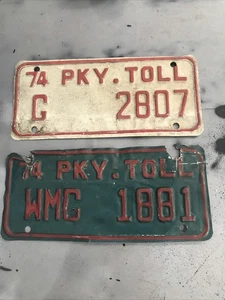 74 PKY. TOLL
C 2807
74 PKY. TOLL
WMC 1881